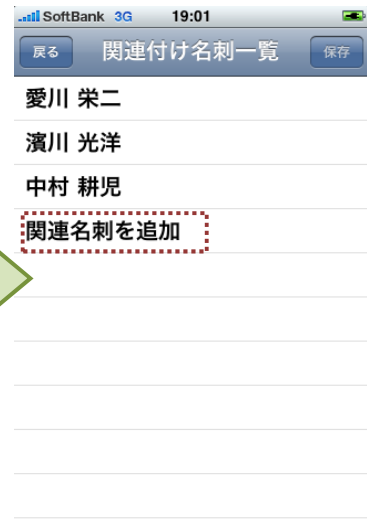 SoftBank 3G 19:01
戻る 関連付け名刺一覧 保存
愛川 栄二
濱川 光洋
中村 耕児
関連名刺を追加